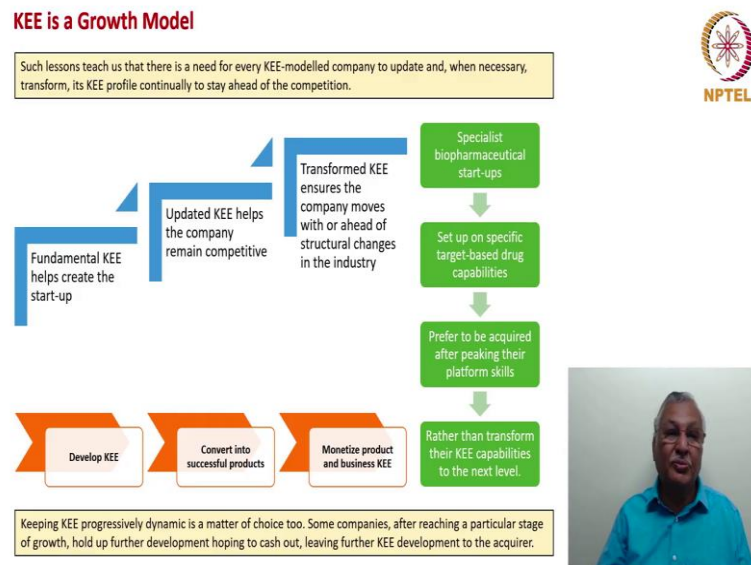 KEE is a Growth Model
NPTEL
Such lessons teach us that there is a need for every KEE-modelled company to update and, when necessary,
transform, its KEE profile continually to stay ahead of the competition.
Fundamental KEE
helps create the
start-up
Updated KEE helps
the company
remain competitive
Transformed KEE
ensures the
company moves
with or ahead of
structural changes
in the industry
Specialist
biopharmaceutical
start-ups
Set up on specific
target-based drug
capabilities
Prefer to be acquired
after peaking their
platform skills
Rather than transform
their KEE capabilities
to the next level.
Develop KEE
Convert into
successful products
Monetize product
and business KEE
Keeping KEE progressively dynamic is a matter of choice too. Some companies, after reaching a particular stage
of growth, hold up further development hoping to cash out, leaving further KEE development to the acquirer.